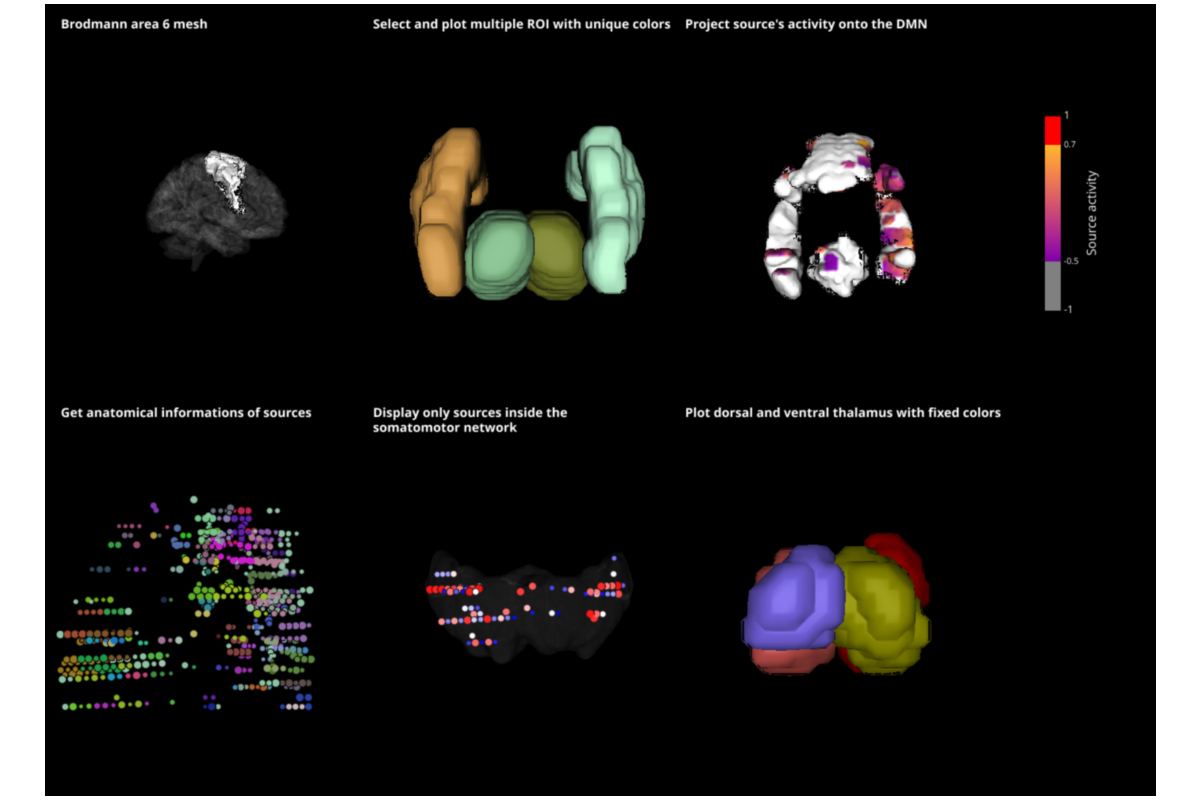 Brodmann area 6 mesh
Select and plot multiple ROI with unique colors
Project source's activity onto the DMN
1
0.7
Source activity
-0.5
-1
Get anatomical informations of sources
Display only sources inside the
somatomotor network
Plot dorsal and ventral thalamus with fixed colors